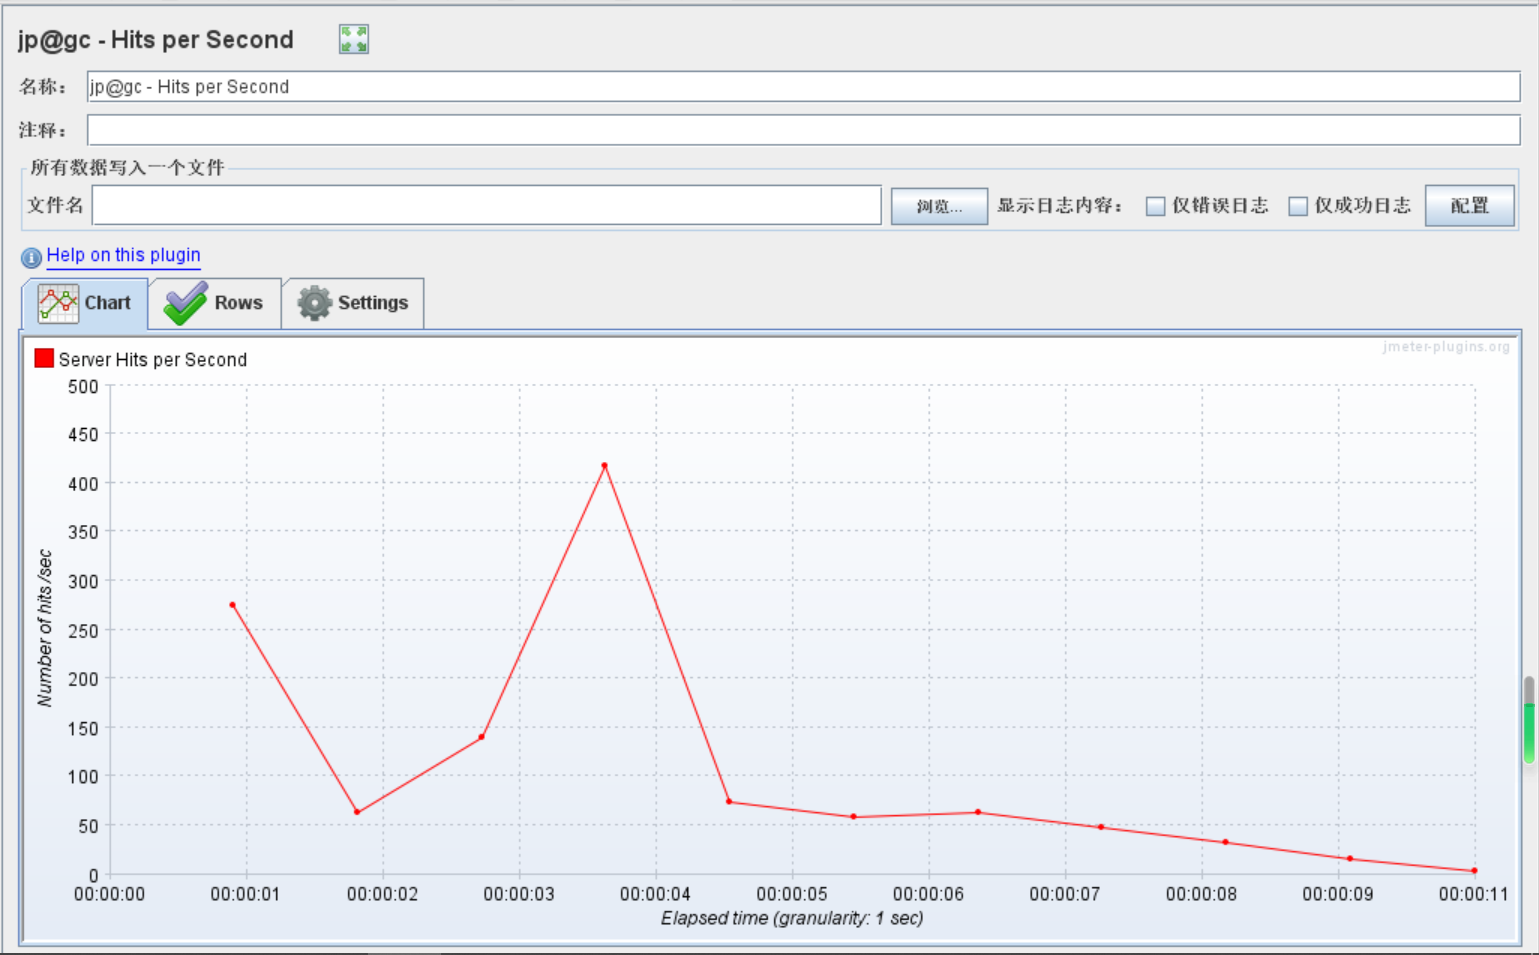 jp@gc - Hits per Second
名称： jp@gc - Hits per Second
注释：
所有数据写入一个文件
文件名 浏览... 显示日志内容： 仅错误日志 仅成功日志 配置
Help on this plugin
Chart Rows Settings
jmeter-plugins.org
Server Hits per Second
500
450
400
350
300
250
200
150
100
50
0
Number of hits /sec
00:00:00 00:00:01 00:00:02 00:00:03 00:00:04 00:00:05 00:00:06 00:00:07 00:00:08 00:00:09 00:00:11
Elapsed time (granularity: 1 sec)